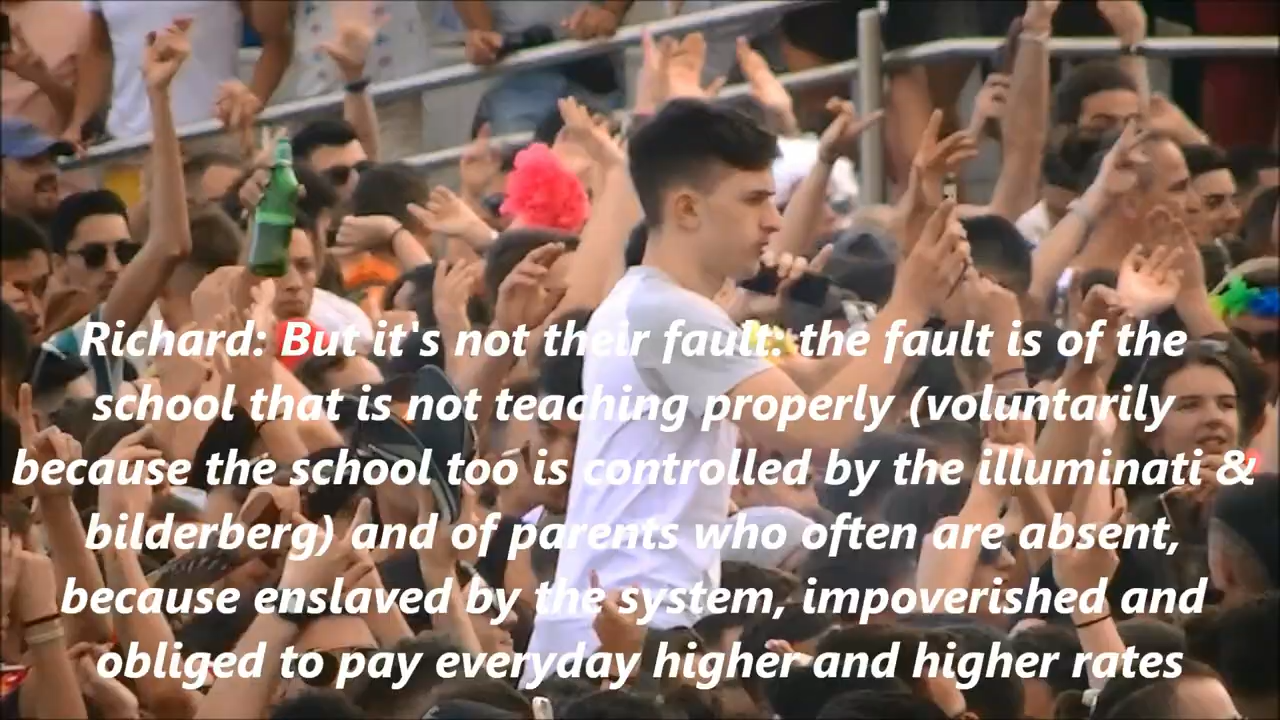 Richard: But it's not their fault: the fault is of the
school that is not teaching properly (voluntarily
because the school too is controlled by the illuminati &
bilderberg) and of parents who often are absent,
because enslaved by the system, impoverished and
obliged to pay everyday higher and higher rates